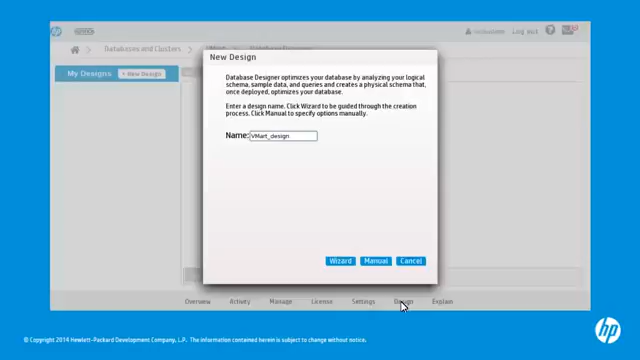 hp
Log out
Databases and Clusters
New Design
My Designs
+ New Design
Database Designer optimizes your database by analyzing your logical
schema, sample data, and queries and creates a physical schema that,
once deployed, optimizes your database.
Enter a design name. Click Wizard to be guided through the creation
process. Click Manual to specify options manually.
Name: VMart_design
Wizard Manual Cancel
Overview Activity Manage License Settings Design Explain
© Copyright 2014 Hewlett-Packard Development Company, L.P. The information contained herein is subject to change without notice.
hp